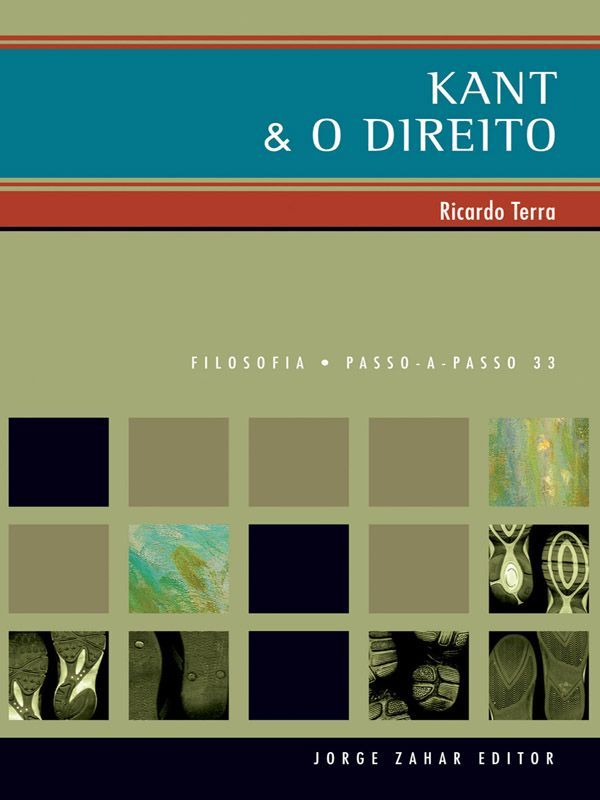 KANT
& O DIREITO
Ricardo Terra
FILOSOFIA • PASSO-A-PASSO 33
JORGE ZAHAR EDITOR